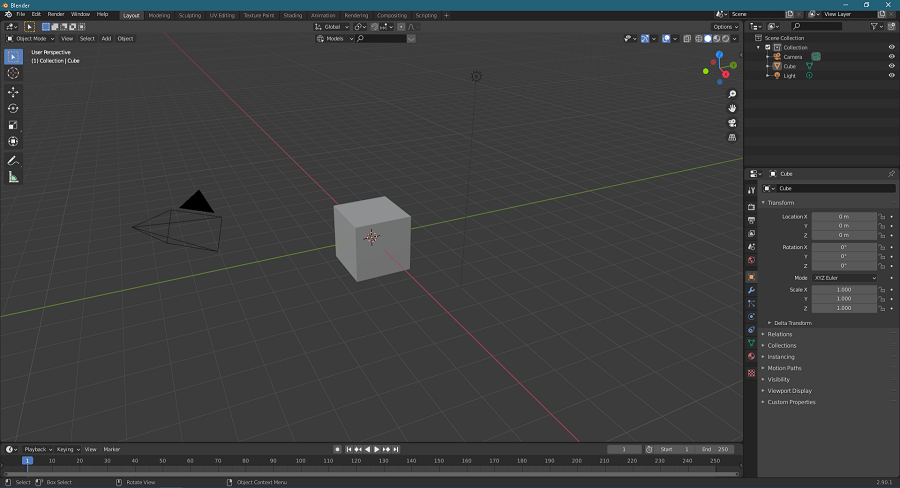 Blender
File Edit Render Window Help
Layout Modeling Sculpting UV Editing Texture Paint Shading Animation Rendering Compositing Scripting +
Scene
View Layer
Global
Options
Object Mode View Select Add Object
Models
User Perspective
(1) Collection | Cube
Scene Collection
Collection
Camera
Cube
Light
Cube
Cube
Transform
Location X 0 m
Y 0 m
Z 0 m
Rotation X 0°
Y 0°
Z 0°
Mode XYZ Euler
Scale X 1.000
Y 1.000
Z 1.000
Delta Transform
Relations
Collections
Instancing
Motion Paths
Visibility
Viewport Display
Custom Properties
Playback Keying View Marker
1 Start 1 End 250
1 10 20 30 40 50 60 70 80 90 100 110 120 130 140 150 160 170 180 190 200 210 220 230 240 250
Select Box Select Rotate View Object Context Menu 2.90.1